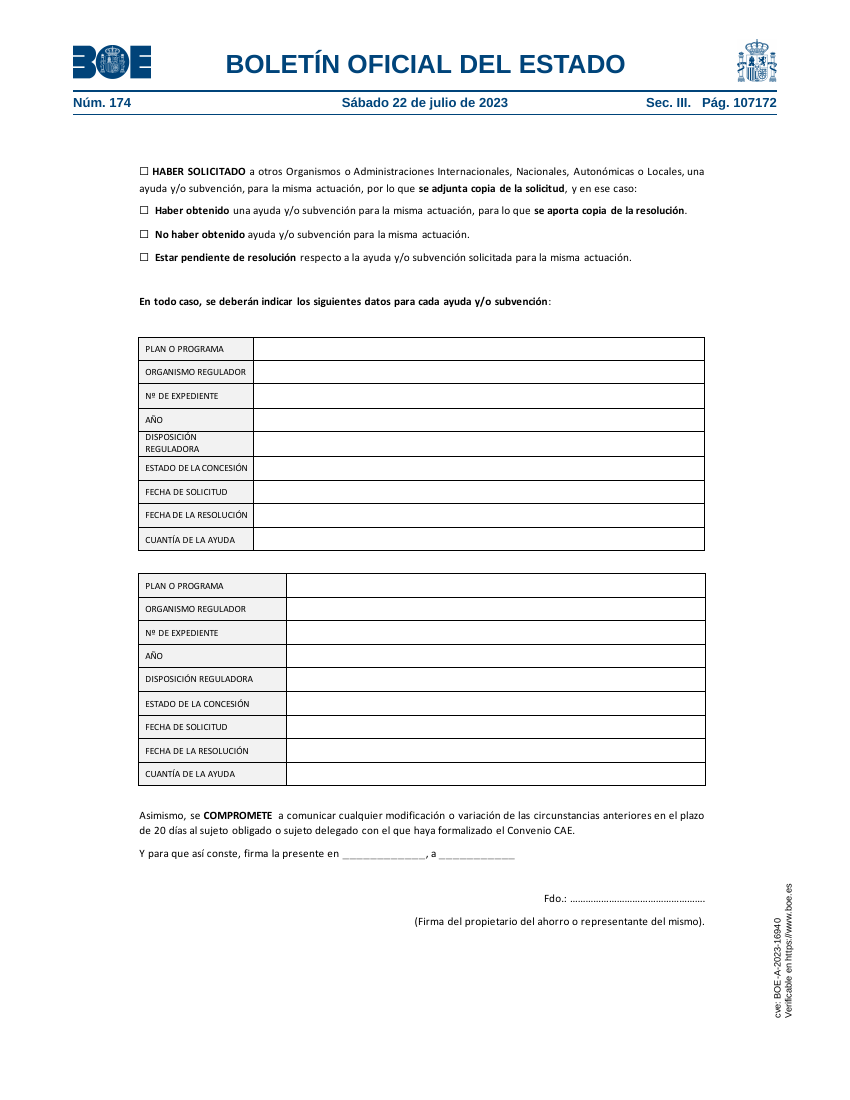 BOE
BOLETÍN OFICIAL DEL ESTADO
Núm. 174
Sábado 22 de julio de 2023
Sec. III. Pág. 107172
☐ HABER SOLICITADO a otros Organismos o Administraciones Internacionales, Nacionales, Autonómicas o Locales, una
ayuda y/o subvención, para la misma actuación, por lo que se adjunta copia de la solicitud, y en ese caso:
☐ Haber obtenido una ayuda y/o subvención para la misma actuación, para lo que se aporta copia de la resolución.
☐ No haber obtenido ayuda y/o subvención para la misma actuación.
☐ Estar pendiente de resolución respecto a la ayuda y/o subvención solicitada para la misma actuación.
En todo caso, se deberán indicar los siguientes datos para cada ayuda y/o subvención:
PLAN O PROGRAMA
ORGANISMO REGULADOR
Nº DE EXPEDIENTE
AÑO
DISPOSICIÓN
REGULADORA
ESTADO DE LA CONCESIÓN
FECHA DE SOLICITUD
FECHA DE LA RESOLUCIÓN
CUANTÍA DE LA AYUDA
PLAN O PROGRAMA
ORGANISMO REGULADOR
Nº DE EXPEDIENTE
AÑO
DISPOSICIÓN REGULADORA
ESTADO DE LA CONCESIÓN
FECHA DE SOLICITUD
FECHA DE LA RESOLUCIÓN
CUANTÍA DE LA AYUDA
Asimismo, se COMPROMETE a comunicar cualquier modificación o variación de las circunstancias anteriores en el plazo
de 20 días al sujeto obligado o sujeto delegado con el que haya formalizado el Convenio CAE.
Y para que así conste, firma la presente en ____________, a ___________
Fdo.: …………………………………………….
(Firma del propietario del ahorro o representante del mismo).
cve: BOE-A-2023-16940
Verificable en https://www.boe.es